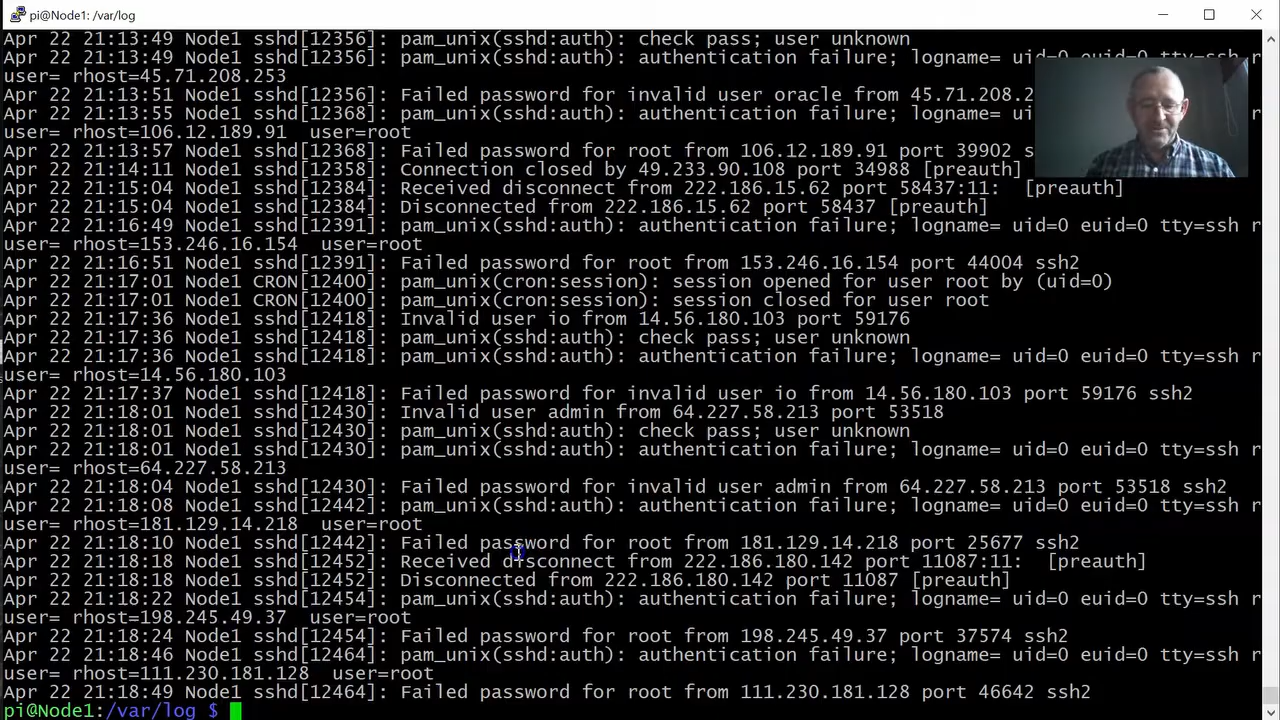 pi@Node1: /var/log
Apr 22 21:13:49 Node1 sshd[12356]: pam_unix(sshd:auth): check pass; user unknown
Apr 22 21:13:49 Node1 sshd[12356]: pam_unix(sshd:auth): authentication failure; logname= uid=0 euid=0 tty=ssh r
user= rhost=45.71.208.253
Apr 22 21:13:51 Node1 sshd[12356]: Failed password for invalid user oracle from 45.71.208.2
Apr 22 21:13:55 Node1 sshd[12368]: pam_unix(sshd:auth): authentication failure; logname= ui
user= rhost=106.12.189.91  user=root
Apr 22 21:13:57 Node1 sshd[12368]: Failed password for root from 106.12.189.91 port 39902 s
Apr 22 21:14:11 Node1 sshd[12358]: Connection closed by 49.233.90.108 port 34988 [preauth]
Apr 22 21:15:04 Node1 sshd[12384]: Received disconnect from 222.186.15.62 port 58437:11:  [preauth]
Apr 22 21:15:04 Node1 sshd[12384]: Disconnected from 222.186.15.62 port 58437 [preauth]
Apr 22 21:16:49 Node1 sshd[12391]: pam_unix(sshd:auth): authentication failure; logname= uid=0 euid=0 tty=ssh r
user= rhost=153.246.16.154  user=root
Apr 22 21:16:51 Node1 sshd[12391]: Failed password for root from 153.246.16.154 port 44004 ssh2
Apr 22 21:17:01 Node1 CRON[12400]: pam_unix(cron:session): session opened for user root by (uid=0)
Apr 22 21:17:01 Node1 CRON[12400]: pam_unix(cron:session): session closed for user root
Apr 22 21:17:36 Node1 sshd[12418]: Invalid user io from 14.56.180.103 port 59176
Apr 22 21:17:36 Node1 sshd[12418]: pam_unix(sshd:auth): check pass; user unknown
Apr 22 21:17:36 Node1 sshd[12418]: pam_unix(sshd:auth): authentication failure; logname= uid=0 euid=0 tty=ssh r
user= rhost=14.56.180.103
Apr 22 21:17:37 Node1 sshd[12418]: Failed password for invalid user io from 14.56.180.103 port 59176 ssh2
Apr 22 21:18:01 Node1 sshd[12430]: Invalid user admin from 64.227.58.213 port 53518
Apr 22 21:18:01 Node1 sshd[12430]: pam_unix(sshd:auth): check pass; user unknown
Apr 22 21:18:01 Node1 sshd[12430]: pam_unix(sshd:auth): authentication failure; logname= uid=0 euid=0 tty=ssh r
user= rhost=64.227.58.213
Apr 22 21:18:04 Node1 sshd[12430]: Failed password for invalid user admin from 64.227.58.213 port 53518 ssh2
Apr 22 21:18:08 Node1 sshd[12442]: pam_unix(sshd:auth): authentication failure; logname= uid=0 euid=0 tty=ssh r
user= rhost=181.129.14.218  user=root
Apr 22 21:18:10 Node1 sshd[12442]: Failed password for root from 181.129.14.218 port 25677 ssh2
Apr 22 21:18:18 Node1 sshd[12452]: Received disconnect from 222.186.180.142 port 11087:11:  [preauth]
Apr 22 21:18:18 Node1 sshd[12452]: Disconnected from 222.186.180.142 port 11087 [preauth]
Apr 22 21:18:22 Node1 sshd[12454]: pam_unix(sshd:auth): authentication failure; logname= uid=0 euid=0 tty=ssh r
user= rhost=198.245.49.37  user=root
Apr 22 21:18:24 Node1 sshd[12454]: Failed password for root from 198.245.49.37 port 37574 ssh2
Apr 22 21:18:46 Node1 sshd[12464]: pam_unix(sshd:auth): authentication failure; logname= uid=0 euid=0 tty=ssh r
user= rhost=111.230.181.128  user=root
Apr 22 21:18:49 Node1 sshd[12464]: Failed password for root from 111.230.181.128 port 46642 ssh2
pi@Node1:/var/log $